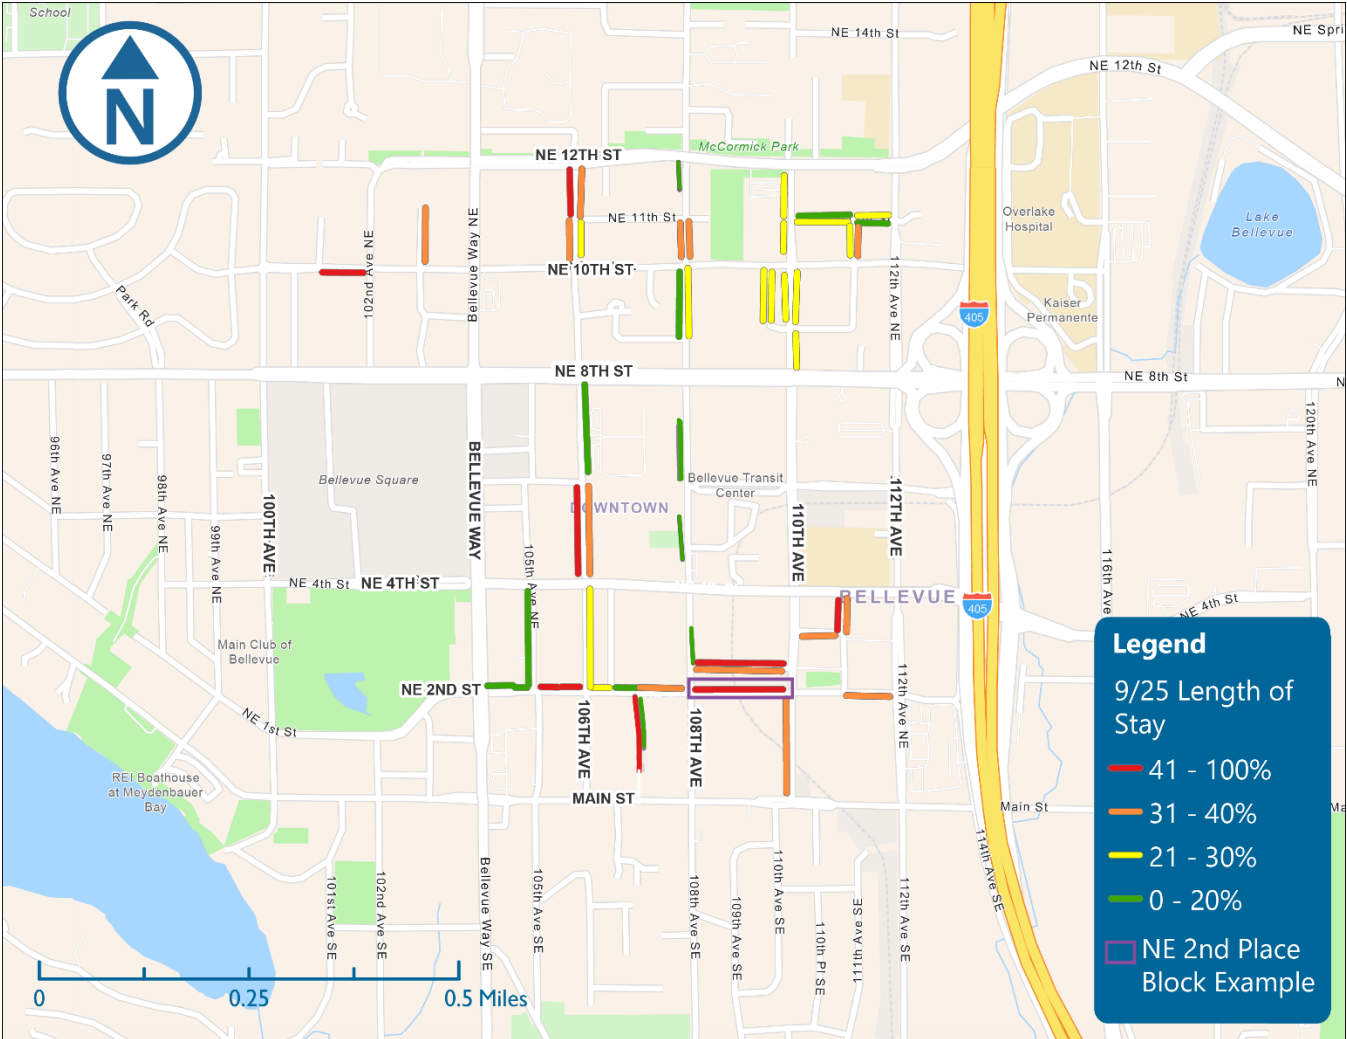 School
N
NE 14th St
NE Spri
NE 12th St
McCormick Park
NE 12TH ST
NE 11th St
Overlake
Hospital
Lake
Bellevue
102nd Ave NE
Bellevue Way NE
NE 10TH ST
112th Ave NE
Park Rd
405
Kaiser
Permanente
NE 8TH ST
NE 8th St
N
96th Ave NE
97th Ave NE
98th Ave NE
99th Ave NE
100TH AVE
Bellevue Square
BELLEVUE WAY
DOWNTOWN
Bellevue Transit
Center
110TH AVE
112TH AVE
120th Ave NE
116th Ave
105th Ave NE
NE 4th St
NE 4TH ST
BELLEVUE
405
NE 4th St
Main Club of
Bellevue
NE 2ND ST
NE 1st St
106TH AVE
108TH AVE
112th Ave NE
REI Boathouse
at Meydenbauer
Bay
MAIN ST
Main St
Ma
101st Ave SE
102nd Ave SE
Bellevue Way SE
105th Ave SE
108th Ave SE
109th Ave SE
110th Ave SE
110th Pl SE
111th Ave SE
112th Ave SE
114th Ave SE
0
0.25
0.5 Miles
Legend
9/25 Length of
Stay
41 - 100%
31 - 40%
21 - 30%
0 - 20%
NE 2nd Place
Block Example